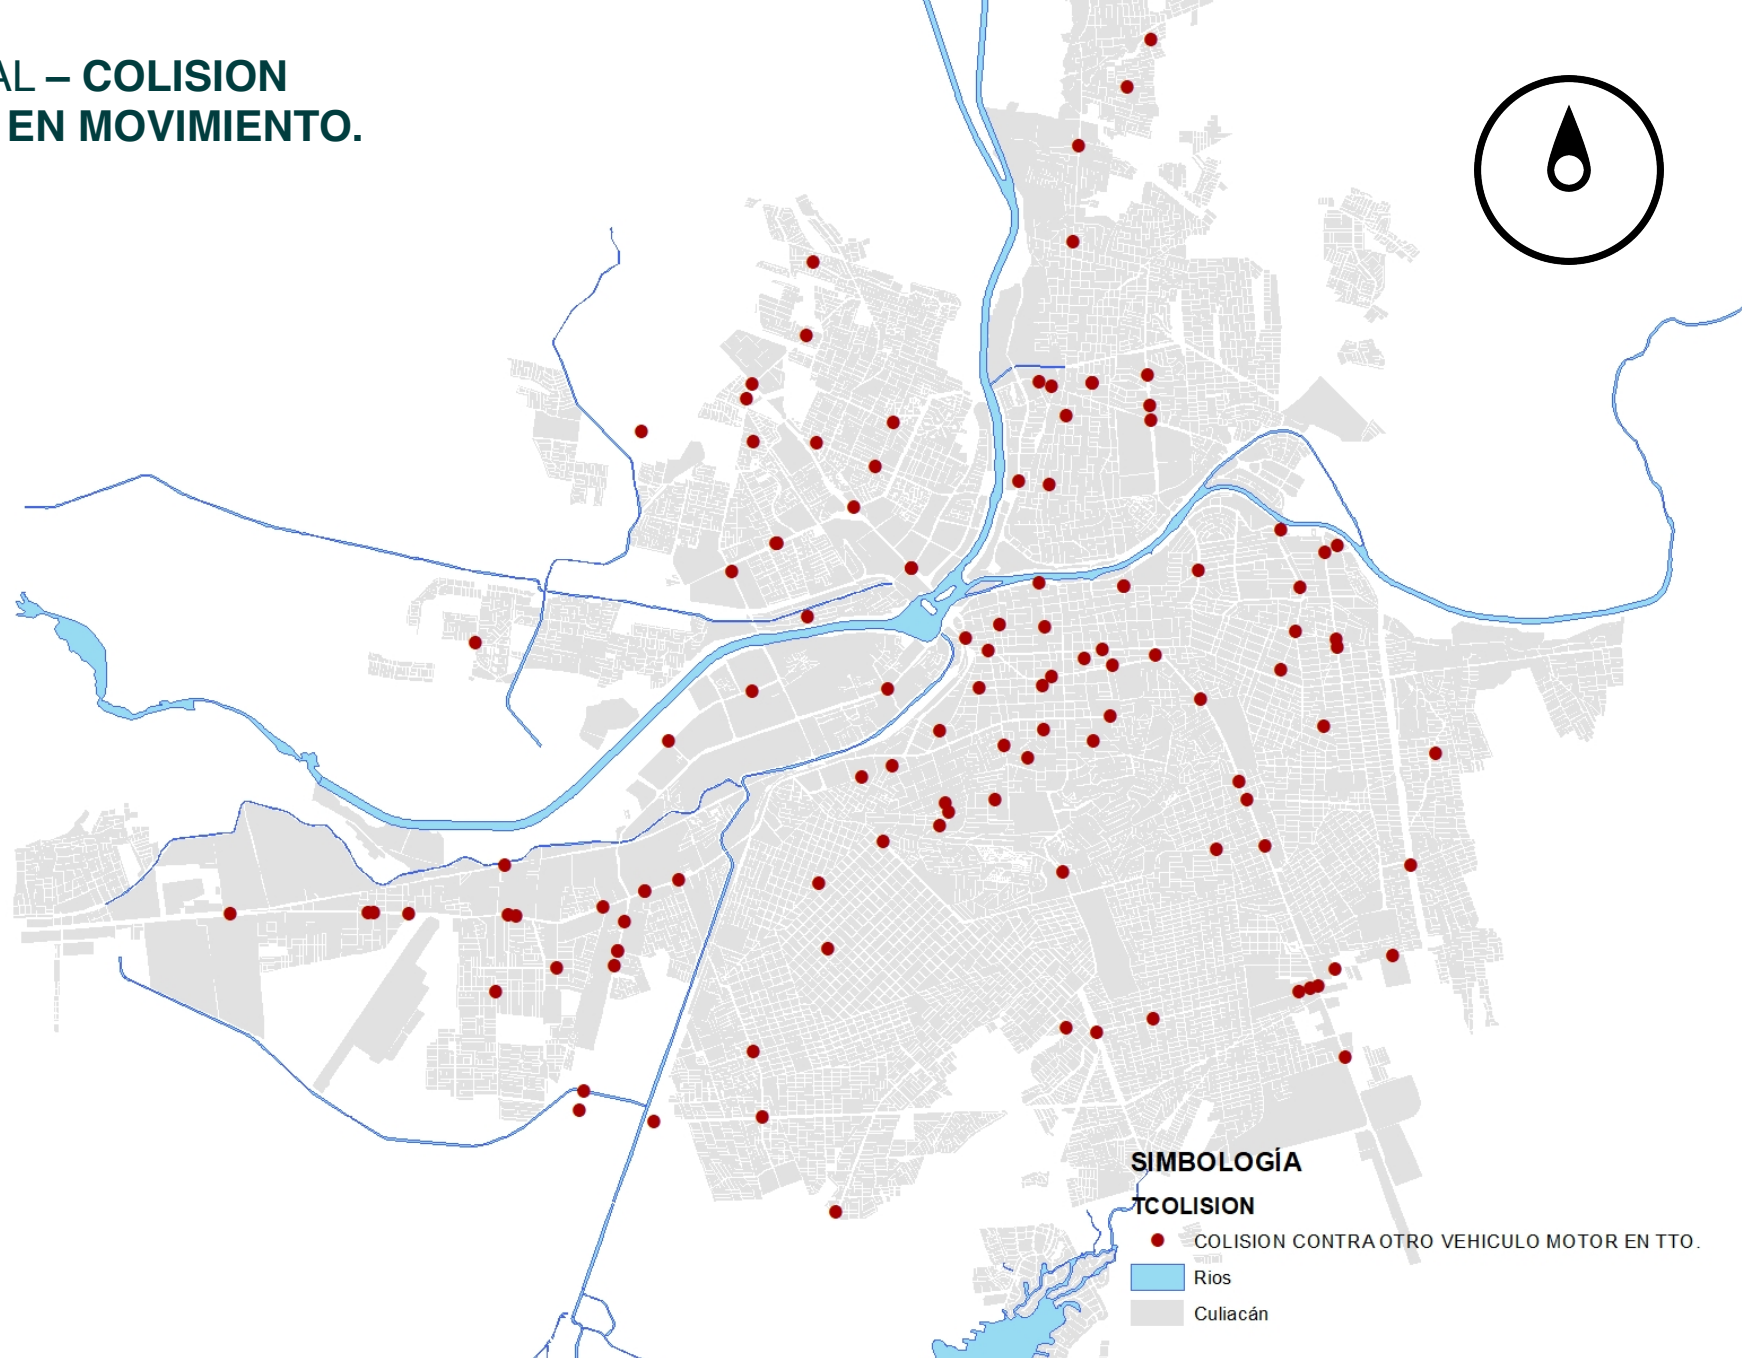 AL – COLISION
EN MOVIMIENTO.
SIMBOLOGÍA
TCOLISION
COLISION CONTRA OTRO VEHICULO MOTOR EN TTO.
Rios
Culiacán